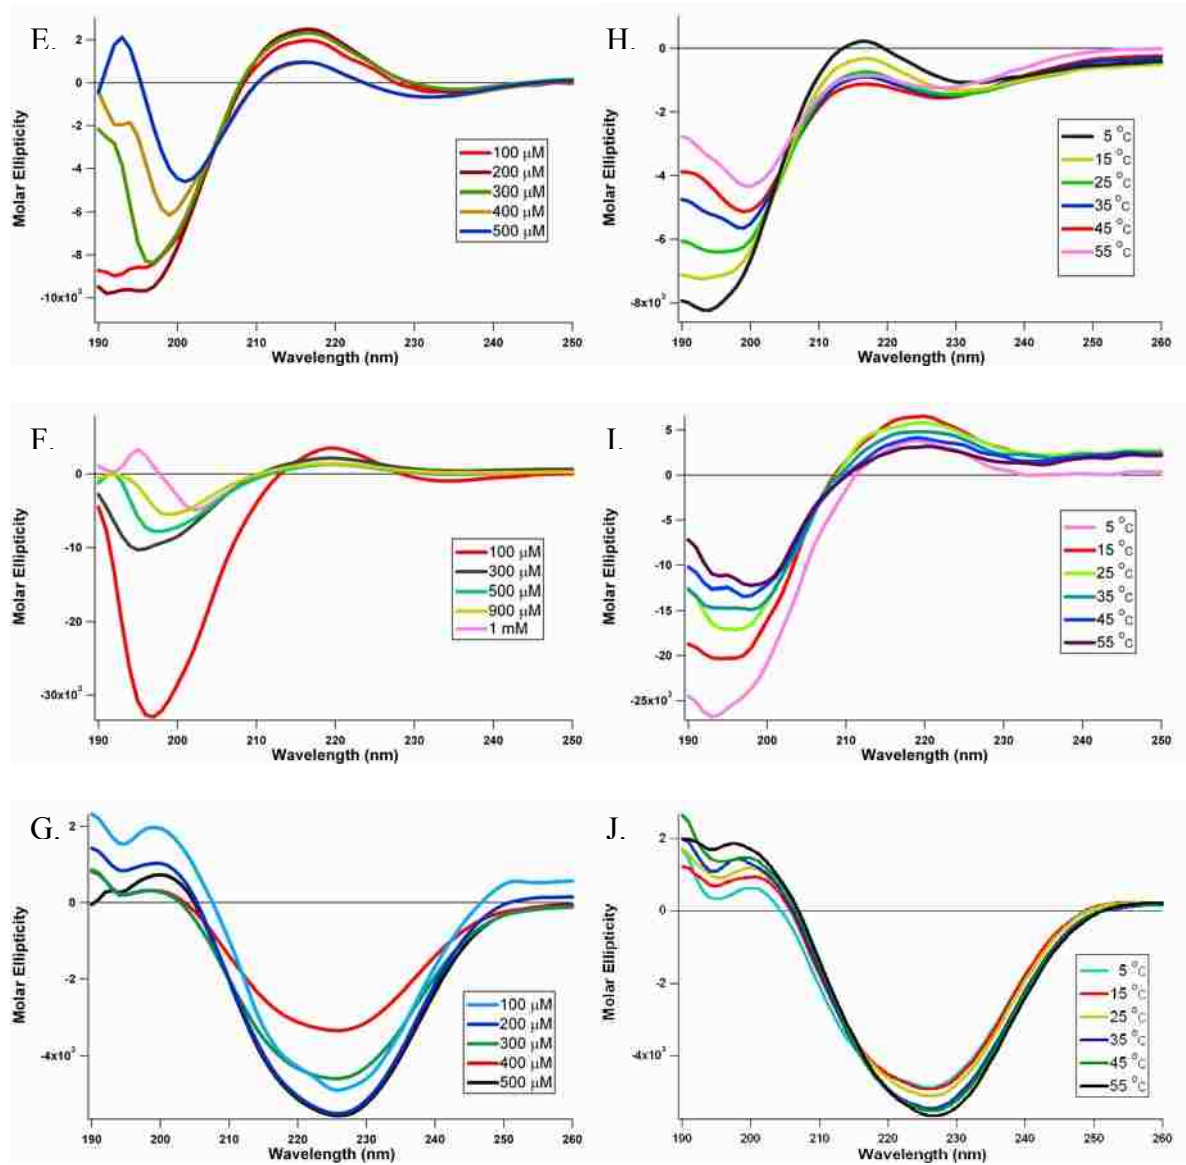 E.
2
0
-2
-4
-6
-8
-10x10³
Molar Ellipticity
100 μM
200 μM
300 μM
400 μM
500 μM
190 200 210 220 230 240 250
Wavelength (nm)
H.
0
-2
-4
-6
-8x10³
Molar Ellipticity
5 °C
15 °C
25 °C
35 °C
45 °C
55 °C
190 200 210 220 230 240 250 260
Wavelength (nm)
F.
0
-10
-20
-30x10³
Molar Ellipticity
100 μM
300 μM
500 μM
900 μM
1 mM
190 200 210 220 230 240 250
Wavelength (nm)
I.
5
0
-5
-10
-15
-20
-25x10³
Molar Ellipticity
5 °C
15 °C
25 °C
35 °C
45 °C
55 °C
190 200 210 220 230 240 250
Wavelength (nm)
G.
2
0
-2
-4x10³
Molar Ellipticity
100 μM
200 μM
300 μM
400 μM
500 μM
190 200 210 220 230 240 250 260
Wavelength (nm)
J.
2
0
-2
-4x10³
Molar Ellipticity
5 °C
15 °C
25 °C
35 °C
45 °C
55 °C
190 200 210 220 230 240 250 260
Wavelength (nm)